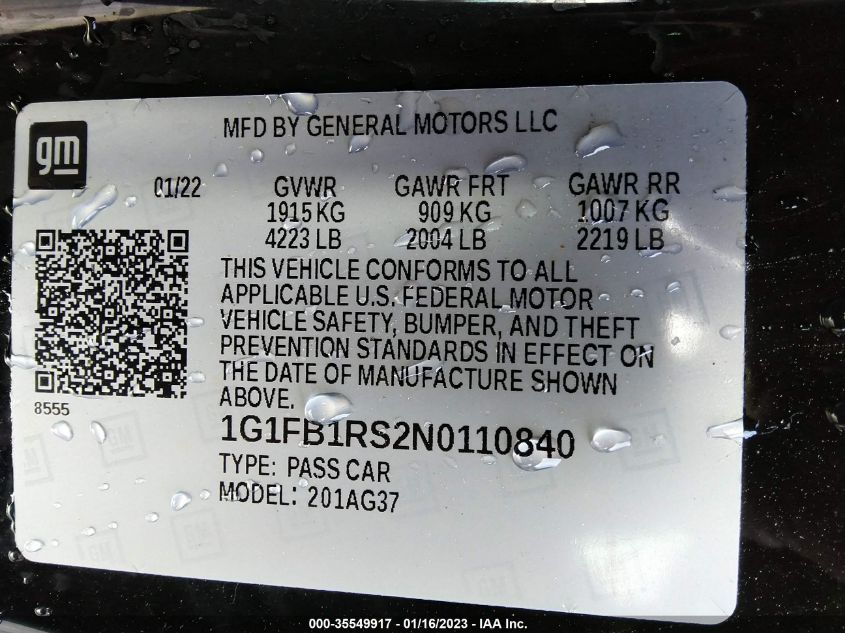 MFD BY GENERAL MOTORS LLC
gm
01/22 GVWR GAWR FRT GAWR RR
1915 KG 909 KG 1007 KG
4223 LB 2004 LB 2219 LB
THIS VEHICLE CONFORMS TO ALL
APPLICABLE U.S. FEDERAL MOTOR
VEHICLE SAFETY, BUMPER, AND THEFT
PREVENTION STANDARDS IN EFFECT ON
THE DATE OF MANUFACTURE SHOWN
ABOVE.
8555
1G1FB1RS2N0110840
TYPE: PASS CAR
MODEL: 201AG37
000-35549917 - 01/16/2023 - IAA Inc.